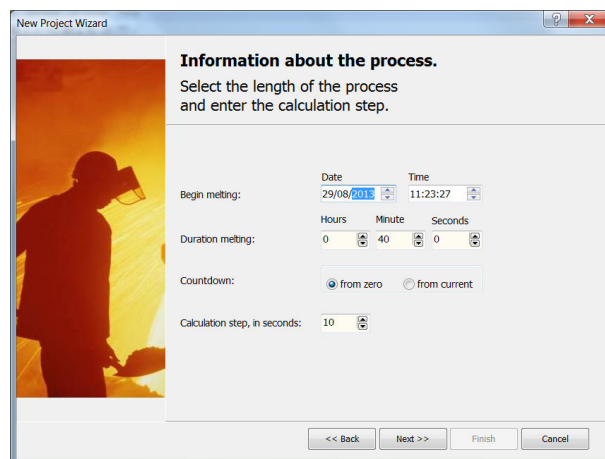 New Project Wizard
Information about the process.
Select the length of the process
and enter the calculation step.
Date Time
Begin melting: 29/08/2013 11:23:27
Hours Minute Seconds
Duration melting: 0 40 0
Countdown: from zero from current
Calculation step, in seconds: 10
<< Back Next >> Finish Cancel